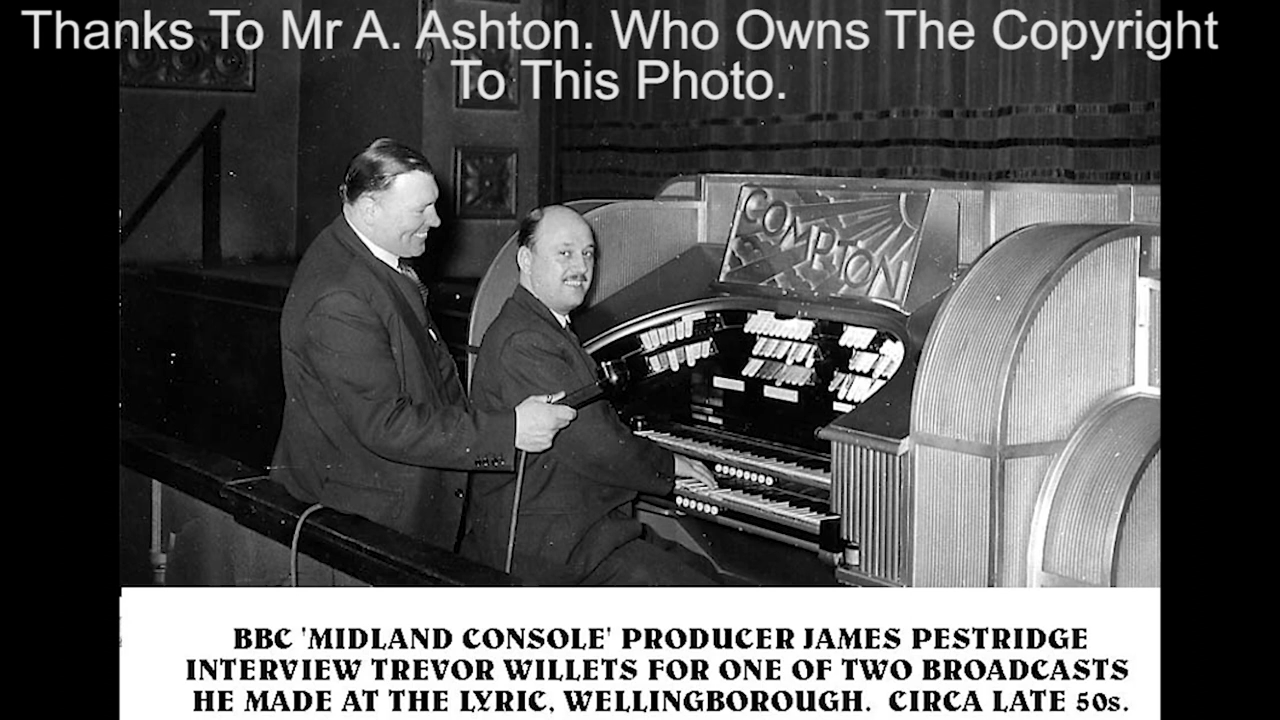 Thanks To Mr A. Ashton. Who Owns The Copyright
To This Photo.
COMPTON
BBC 'MIDLAND CONSOLE' PRODUCER JAMES PESTRIDGE
INTERVIEW TREVOR WILLETS FOR ONE OF TWO BROADCASTS
HE MADE AT THE LYRIC, WELLINGBOROUGH. CIRCA LATE 50s.